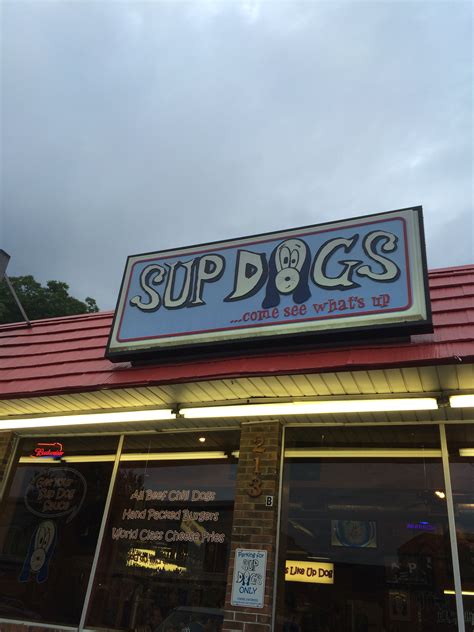 SUP DOGS
...come see what's up
Budweiser
Get Your
Sup Dog
Sauce
All Beef Chili Dogs
Hand Packed Burgers
World Class Cheese Fries
213
B
Parking for
SUP
DOGS
ONLY
Like Up Dog